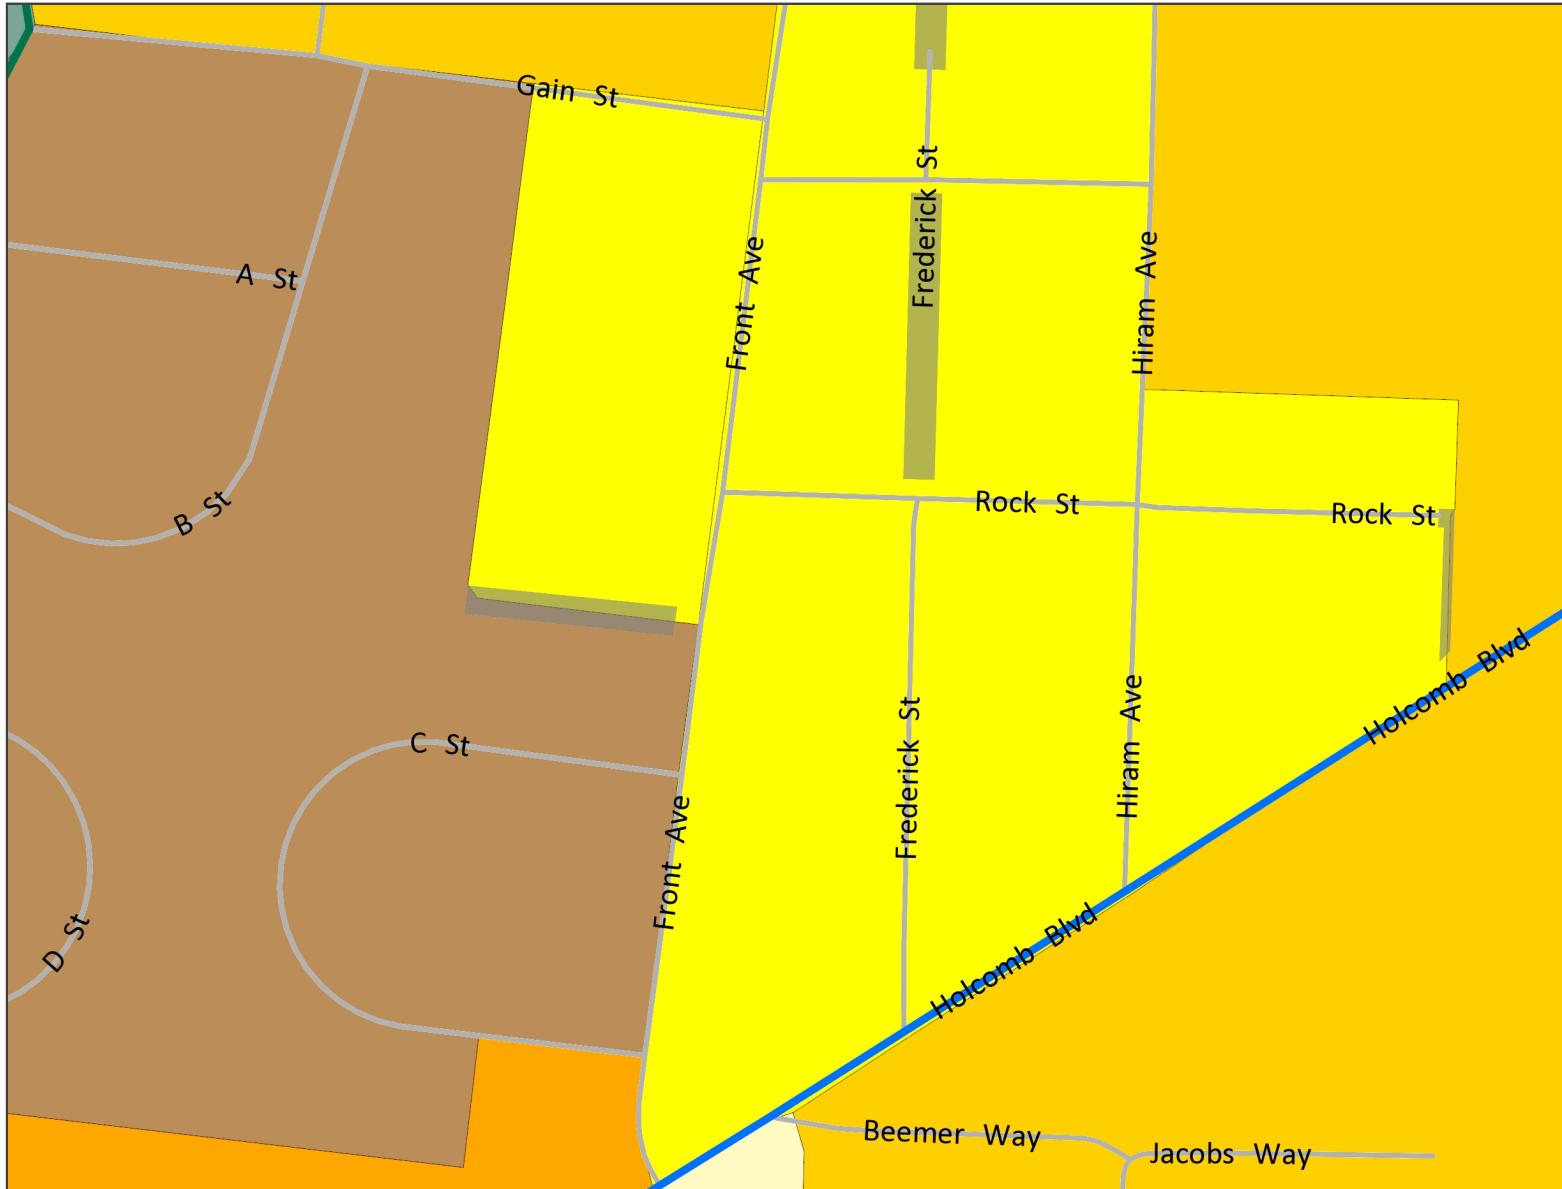 Gain St
Frederick St
A St
Front Ave
Hiram Ave
B St
Rock St
Rock St
C St
Frederick St
Hiram Ave
Holcomb Blvd
Front Ave
D St
Holcomb Blvd
Beemer Way
Jacobs Way